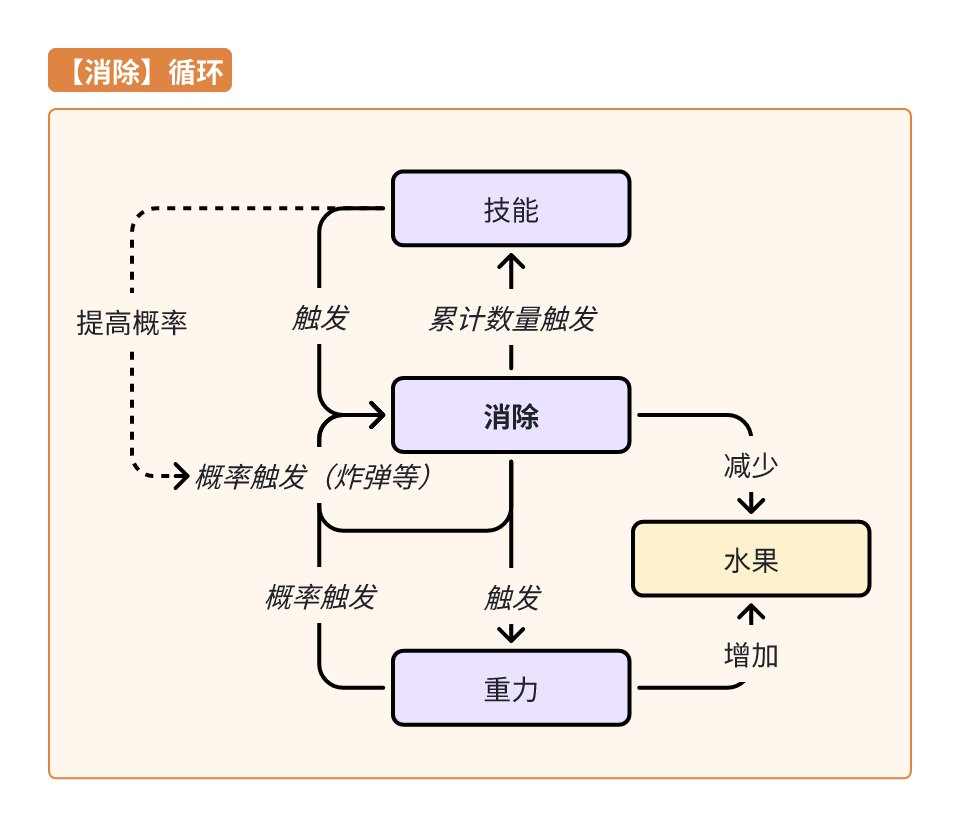 【消除】循环
技能
提高概率
触发
累计数量触发
消除
减少
概率触发（炸弹等）
水果
概率触发
触发
增加
重力